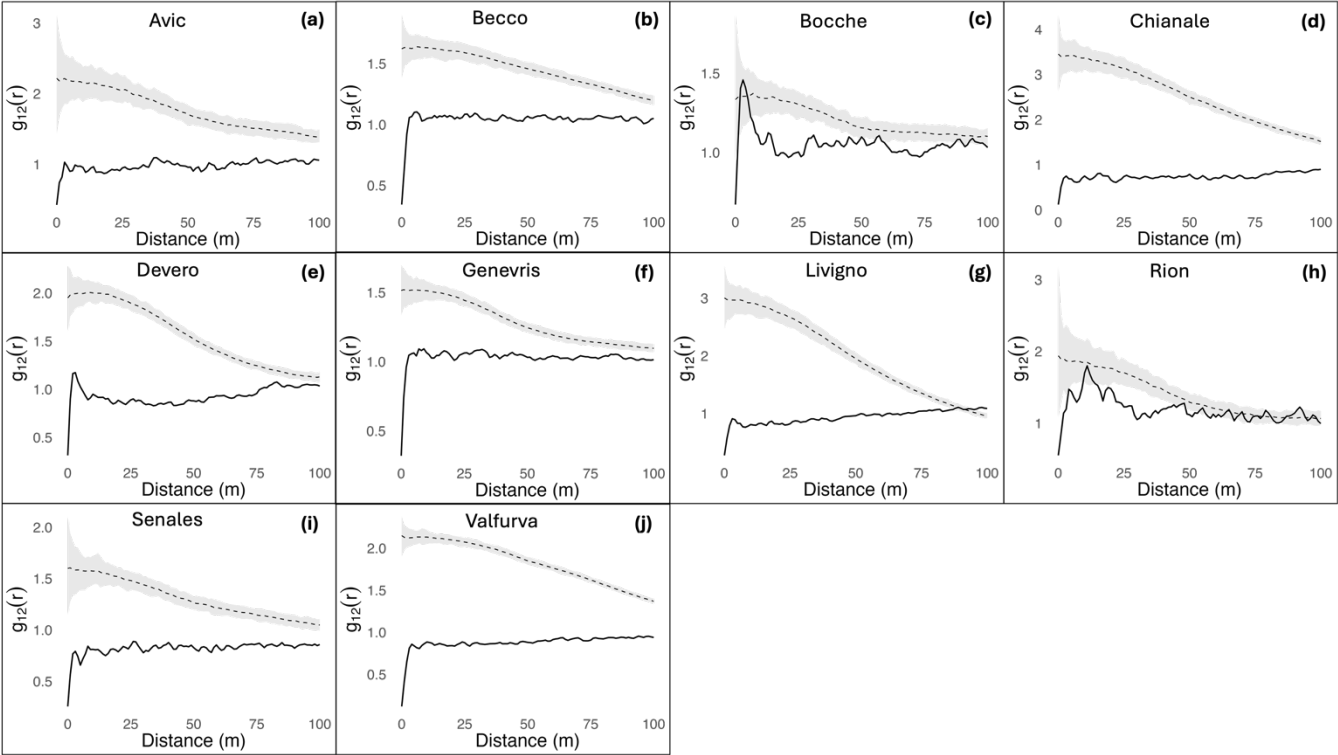 Avic
(a)
3
2
1
g12(r)
0 25 50 75 100
Distance (m)
Becco
(b)
1.5
1.0
0.5
g12(r)
0 25 50 75 100
Distance (m)
Bocche
(c)
1.5
1.0
g12(r)
0 25 50 75 100
Distance (m)
Chianale
(d)
4
3
2
1
0
g12(r)
0 25 50 75 100
Distance (m)
Devero
(e)
2.0
1.5
1.0
0.5
g12(r)
0 25 50 75 100
Distance (m)
Genevris
(f)
1.5
1.0
0.5
g12(r)
0 25 50 75 100
Distance (m)
Livigno
(g)
3
2
1
g12(r)
0 25 50 75 100
Distance (m)
Rion
(h)
3
2
1
g12(r)
0 25 50 75 100
Distance (m)
Senales
(i)
2.0
1.5
1.0
0.5
g12(r)
0 25 50 75 100
Distance (m)
Valfurva
(j)
2.0
1.5
1.0
0.5
g12(r)
0 25 50 75 100
Distance (m)